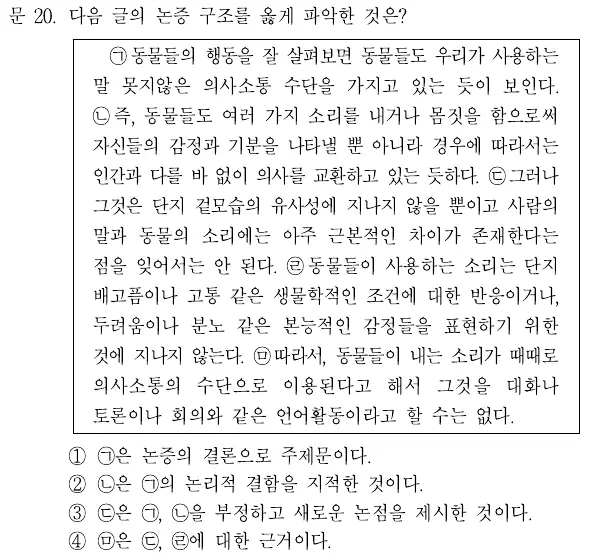 문 20. 다음 글의 논증 구조를 옳게 파악한 것은?
㉠동물들의 행동을 잘 살펴보면 동물들도 우리가 사용하는
말 못지않은 의사소통 수단을 가지고 있는 듯이 보인다.
㉡즉, 동물들도 여러 가지 소리를 내거나 몸짓을 함으로써
자신들의 감정과 기분을 나타낼 뿐 아니라 경우에 따라서는
인간과 다를 바 없이 의사를 교환하고 있는 듯하다. ㉢그러나
그것은 단지 겉모습의 유사성에 지나지 않을 뿐이고 사람의
말과 동물의 소리에는 아주 근본적인 차이가 존재한다는
점을 잊어서는 안 된다. ㉣동물들이 사용하는 소리는 단지
배고픔이나 고통 같은 생물학적인 조건에 대한 반응이거나,
두려움이나 분노 같은 본능적인 감정들을 표현하기 위한
것에 지나지 않는다. ㉤따라서, 동물들이 내는 소리가 때때로
의사소통의 수단으로 이용된다고 해서 그것을 대화나
토론이나 회의와 같은 언어활동이라고 할 수는 없다.
① ㉠은 논증의 결론으로 주제문이다.
② ㉡은 ㉠의 논리적 결함을 지적한 것이다.
③ ㉢은 ㉠, ㉡을 부정하고 새로운 논점을 제시한 것이다.
④ ㉤은 ㉢, ㉣에 대한 근거이다.